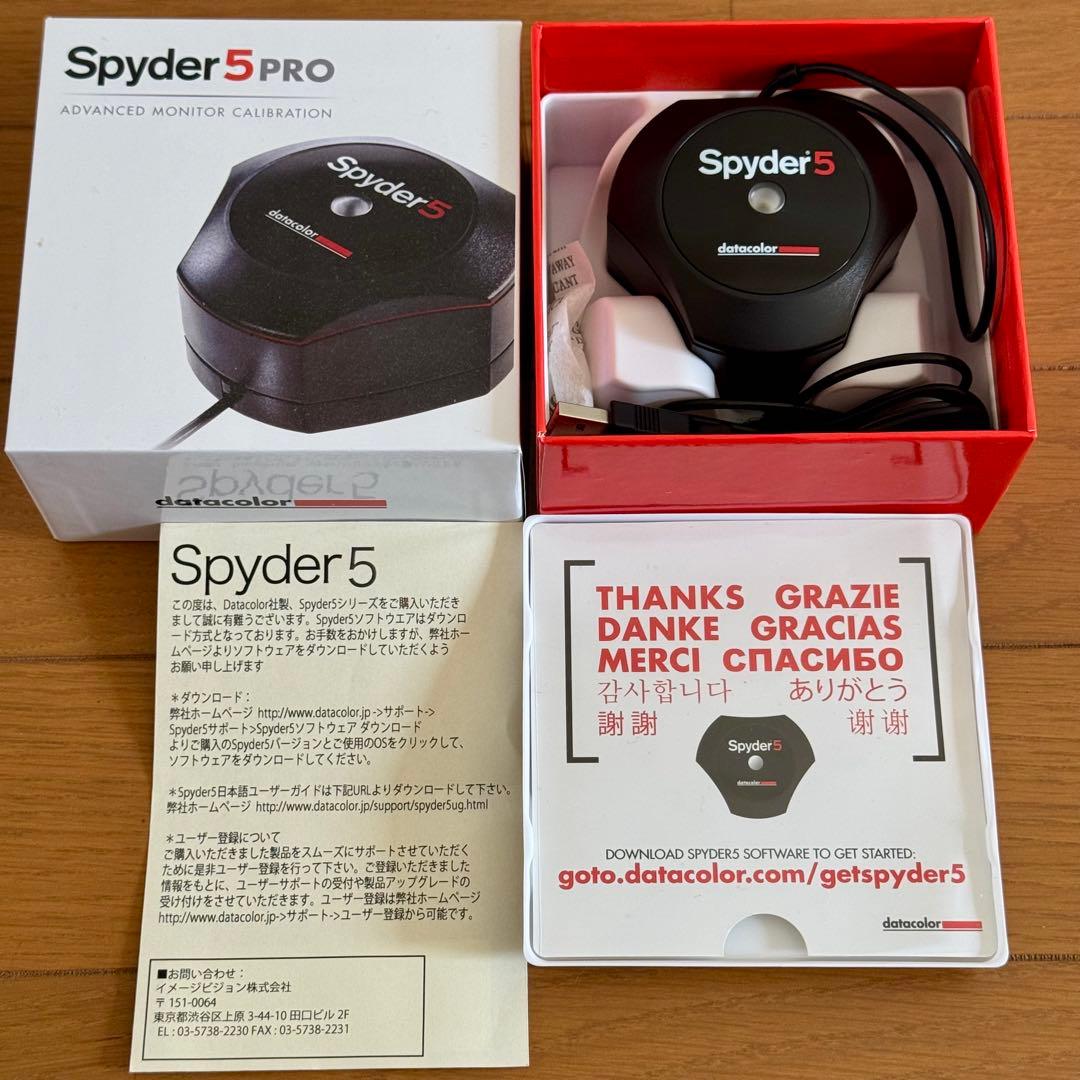 Spyder5PRO
ADVANCED MONITOR CALIBRATION
Spyder5
datacolor
datacolor
Spyder5
datacolor
AWAY
Spyder5
この度は、Datacolor社製、Spyder5シリーズをご購入いただき
まして誠に有難うございます。Spyder5ソフトウエアはダウンロ
ード方式となっております。お手数をおかけしますが、弊社ホー
ムページよりソフトウェアをダウンロードしていただくよう
お願い申し上げます
＊ダウンロード：
弊社ホームページ http://www.datacolor.jp ->サポート->
Spyder5サポート>Spyder5ソフトウェア ダウンロード
よりご購入のSpyder5バージョンとご使用のOSをクリックして、
ソフトウェアをダウンロードしてください。
＊Spyder5日本語ユーザーガイドは下記URLよりダウンロードして下さい。
弊社ホームページ http://www.datacolor.jp/support/spyder5ug.html
＊ユーザー登録について
ご購入いただきました製品をスムーズにサポートさせていただく
ために是非ユーザー登録を行って下さい。ご登録いただきました
情報をもとに、ユーザーサポートの受付や製品アップグレードの
受け付けをさせていただきます。ユーザー登録は弊社ホームページ
http://www.datacolor.jp->サポート->ユーザー登録から可能です。
■お問い合わせ：
イメージビジョン株式会社
〒 151-0064
東京都渋谷区上原 3-44-10 田口ビル 2F
EL : 03-5738-2230 FAX : 03-5738-2231
THANKS GRAZIE
DANKE GRACIAS
MERCI СПАСИБО
감사합니다 ありがとう
謝謝 谢谢
Spyder5
datacolor
DOWNLOAD SPYDER5 SOFTWARE TO GET STARTED:
goto.datacolor.com/getspyder5
datacolor